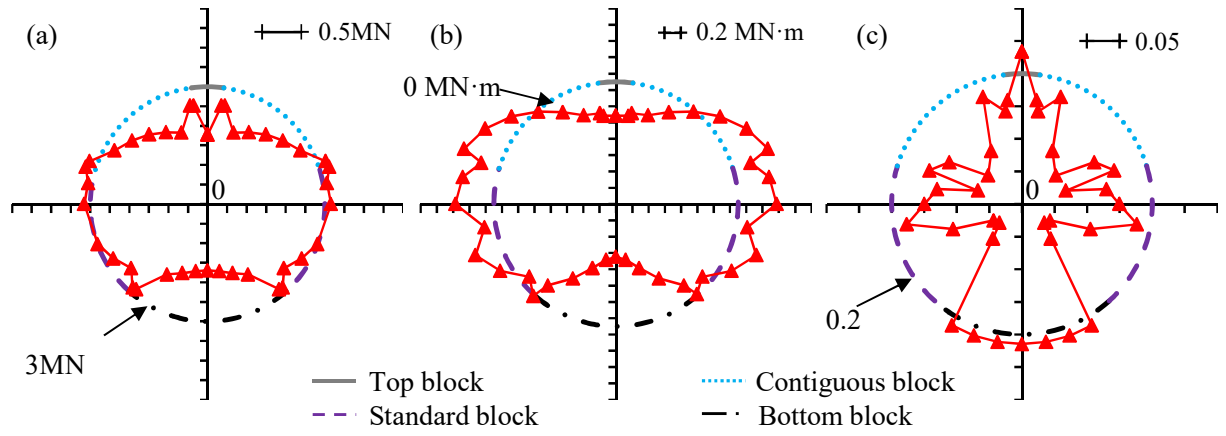 (a)
0.5MN
0
3MN
(b)
0.2 MN·m
0 MN·m
(c)
0.05
0
0.2
Top block
Contiguous block
Standard block
Bottom block